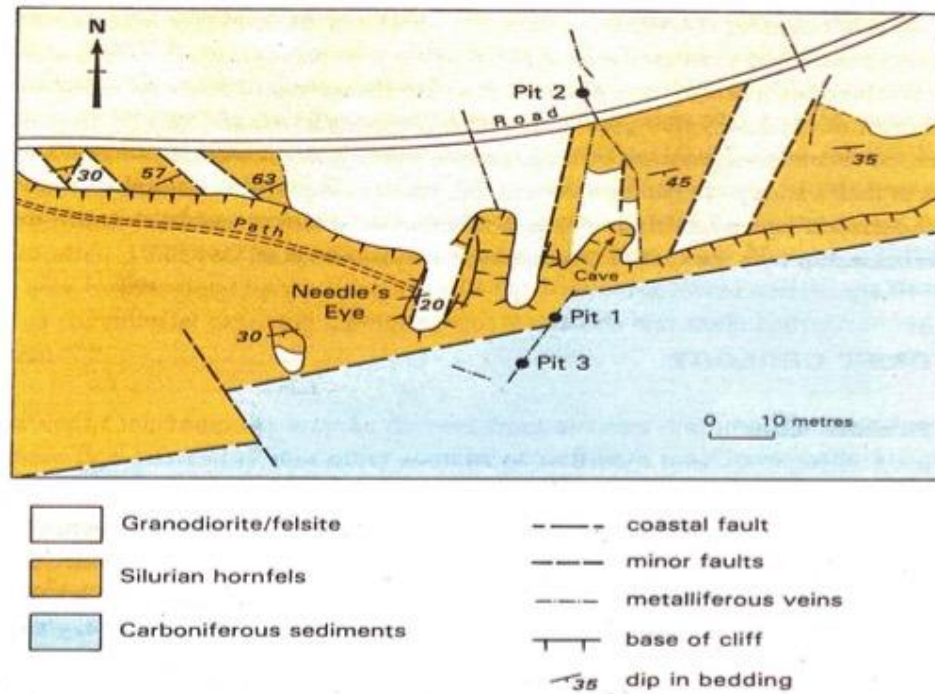 N
Pit 2
Road
30
57
63
45
35
Path
Cave
Needle's
Eye
20
Pit 1
30
Pit 3
0 10 metres
Granodiorite/felsite
Silurian hornfels
Carboniferous sediments
coastal fault
minor faults
metalliferous veins
base of cliff
35 dip in bedding